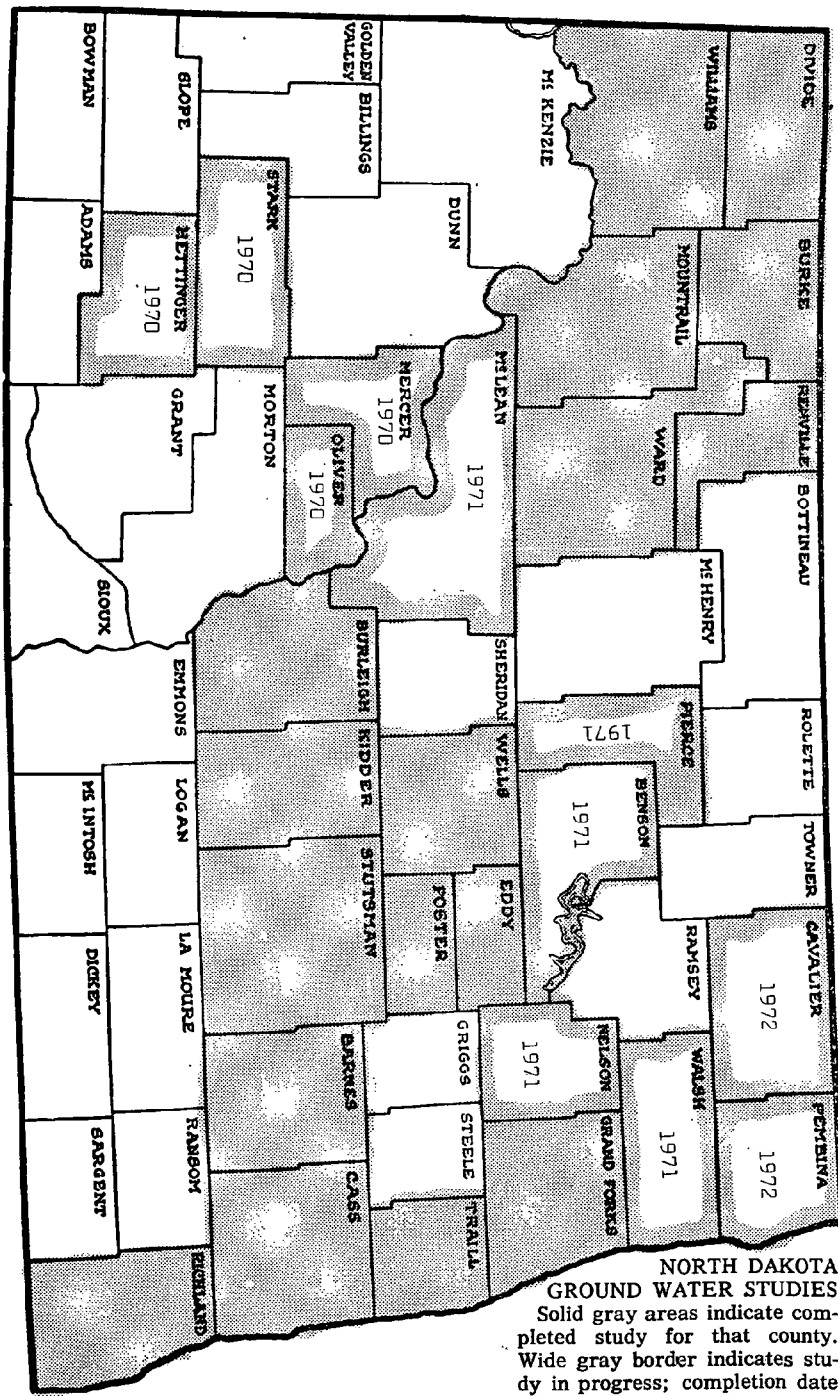 DIVIDE
BURKE
RENVILLE
BOTTINEAU
ROLETTE
TOWNER
CAVALIER
1972
PEMBINA
1972
WILLIAMS
MOUNTRAIL
WARD
Mc HENRY
PIERCE
1971
BENSON
1971
RAMSEY
WALSH
1971
NELSON
1971
GRAND FORKS
Mc KENZIE
DUNN
Mc LEAN
1971
MERCER
1970
OLIVER
1970
SHERIDAN
WELLS
EDDY
FOSTER
GRIGGS
STEELE
TRAILL
GOLDEN
VALLEY
BILLINGS
STARK
1970
MORTON
BURLEIGH
KIDDER
STUTSMAN
BARNES
CASS
SLOPE
HETTINGER
1970
GRANT
BOWMAN
ADAMS
SIOUX
EMMONS
LOGAN
LA MOURE
RANSOM
Mc INTOSH
DICKEY
SARGENT
RICHLAND
NORTH DAKOTA
GROUND WATER STUDIES
Solid gray areas indicate com-
pleted study for that county.
Wide gray border indicates stu-
dy in progress; completion date